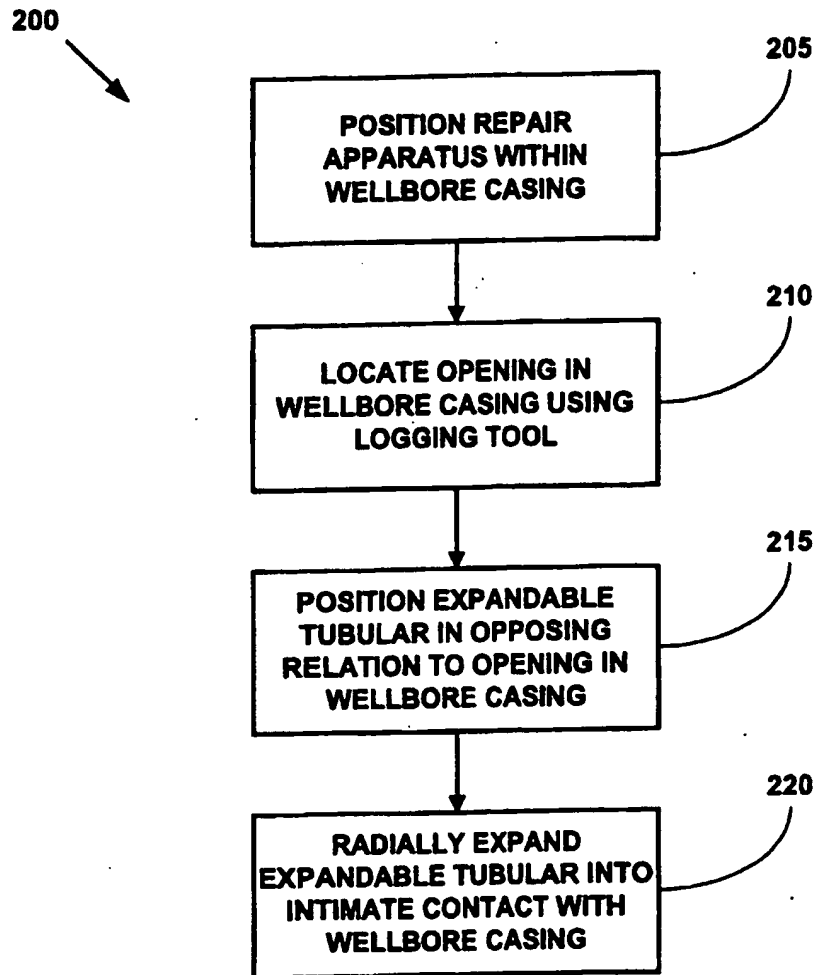 200
205
POSITION REPAIR
APPARATUS WITHIN
WELLBORE CASING
210
LOCATE OPENING IN
WELLBORE CASING USING
LOGGING TOOL
215
POSITION EXPANDABLE
TUBULAR IN OPPOSING
RELATION TO OPENING IN
WELLBORE CASING
220
RADIALLY EXPAND
EXPANDABLE TUBULAR INTO
INTIMATE CONTACT WITH
WELLBORE CASING